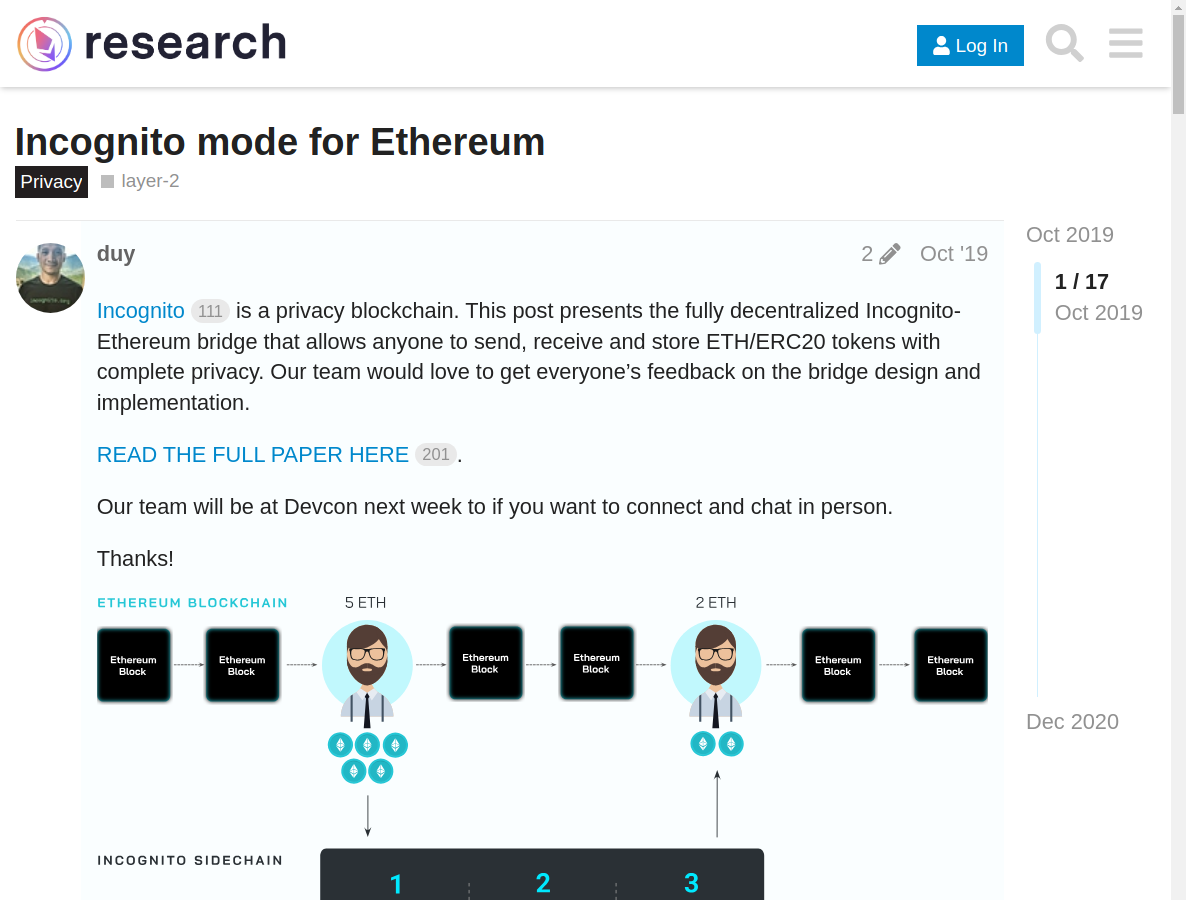 research
Log In
Incognito mode for Ethereum
Privacy layer-2
duy 2 Oct '19
Incognito 111 is a privacy blockchain. This post presents the fully decentralized Incognito-
Ethereum bridge that allows anyone to send, receive and store ETH/ERC20 tokens with
complete privacy. Our team would love to get everyone’s feedback on the bridge design and
implementation.
READ THE FULL PAPER HERE 201.
Our team will be at Devcon next week to if you want to connect and chat in person.
Thanks!
Oct 2019
1 / 17
Oct 2019
Dec 2020
ETHEREUM BLOCKCHAIN 5 ETH 2 ETH
Ethereum Block
Ethereum Block
Ethereum Block
Ethereum Block
Ethereum Block
Ethereum Block
INCOGNITO SIDECHAIN
1 2 3